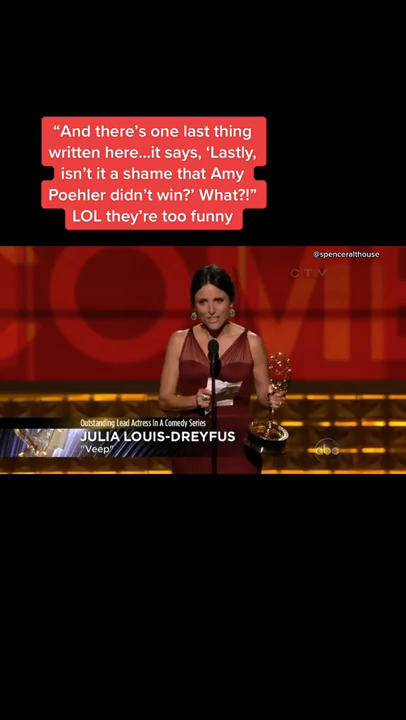 “And there’s one last thing
written here...it says, ‘Lastly,
isn’t it a shame that Amy
Poehler didn’t win?’ What?!”
LOL they’re too funny
@spenceralthouse
CTV
COME
Outstanding Lead Actress In A Comedy Series
JULIA LOUIS-DREYFUS
"Veep"
abc